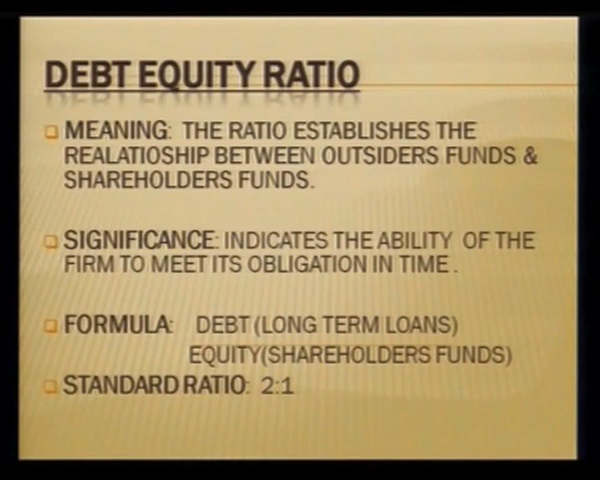 DEBT EQUITY RATIO
MEANING: THE RATIO ESTABLISHES THE
REALATIOSHIP BETWEEN OUTSIDERS FUNDS &
SHAREHOLDERS FUNDS.
SIGNIFICANCE: INDICATES THE ABILITY OF THE
FIRM TO MEET ITS OBLIGATION IN TIME .
FORMULA: DEBT (LONG TERM LOANS)
EQUITY(SHAREHOLDERS FUNDS)
STANDARD RATIO: 2:1